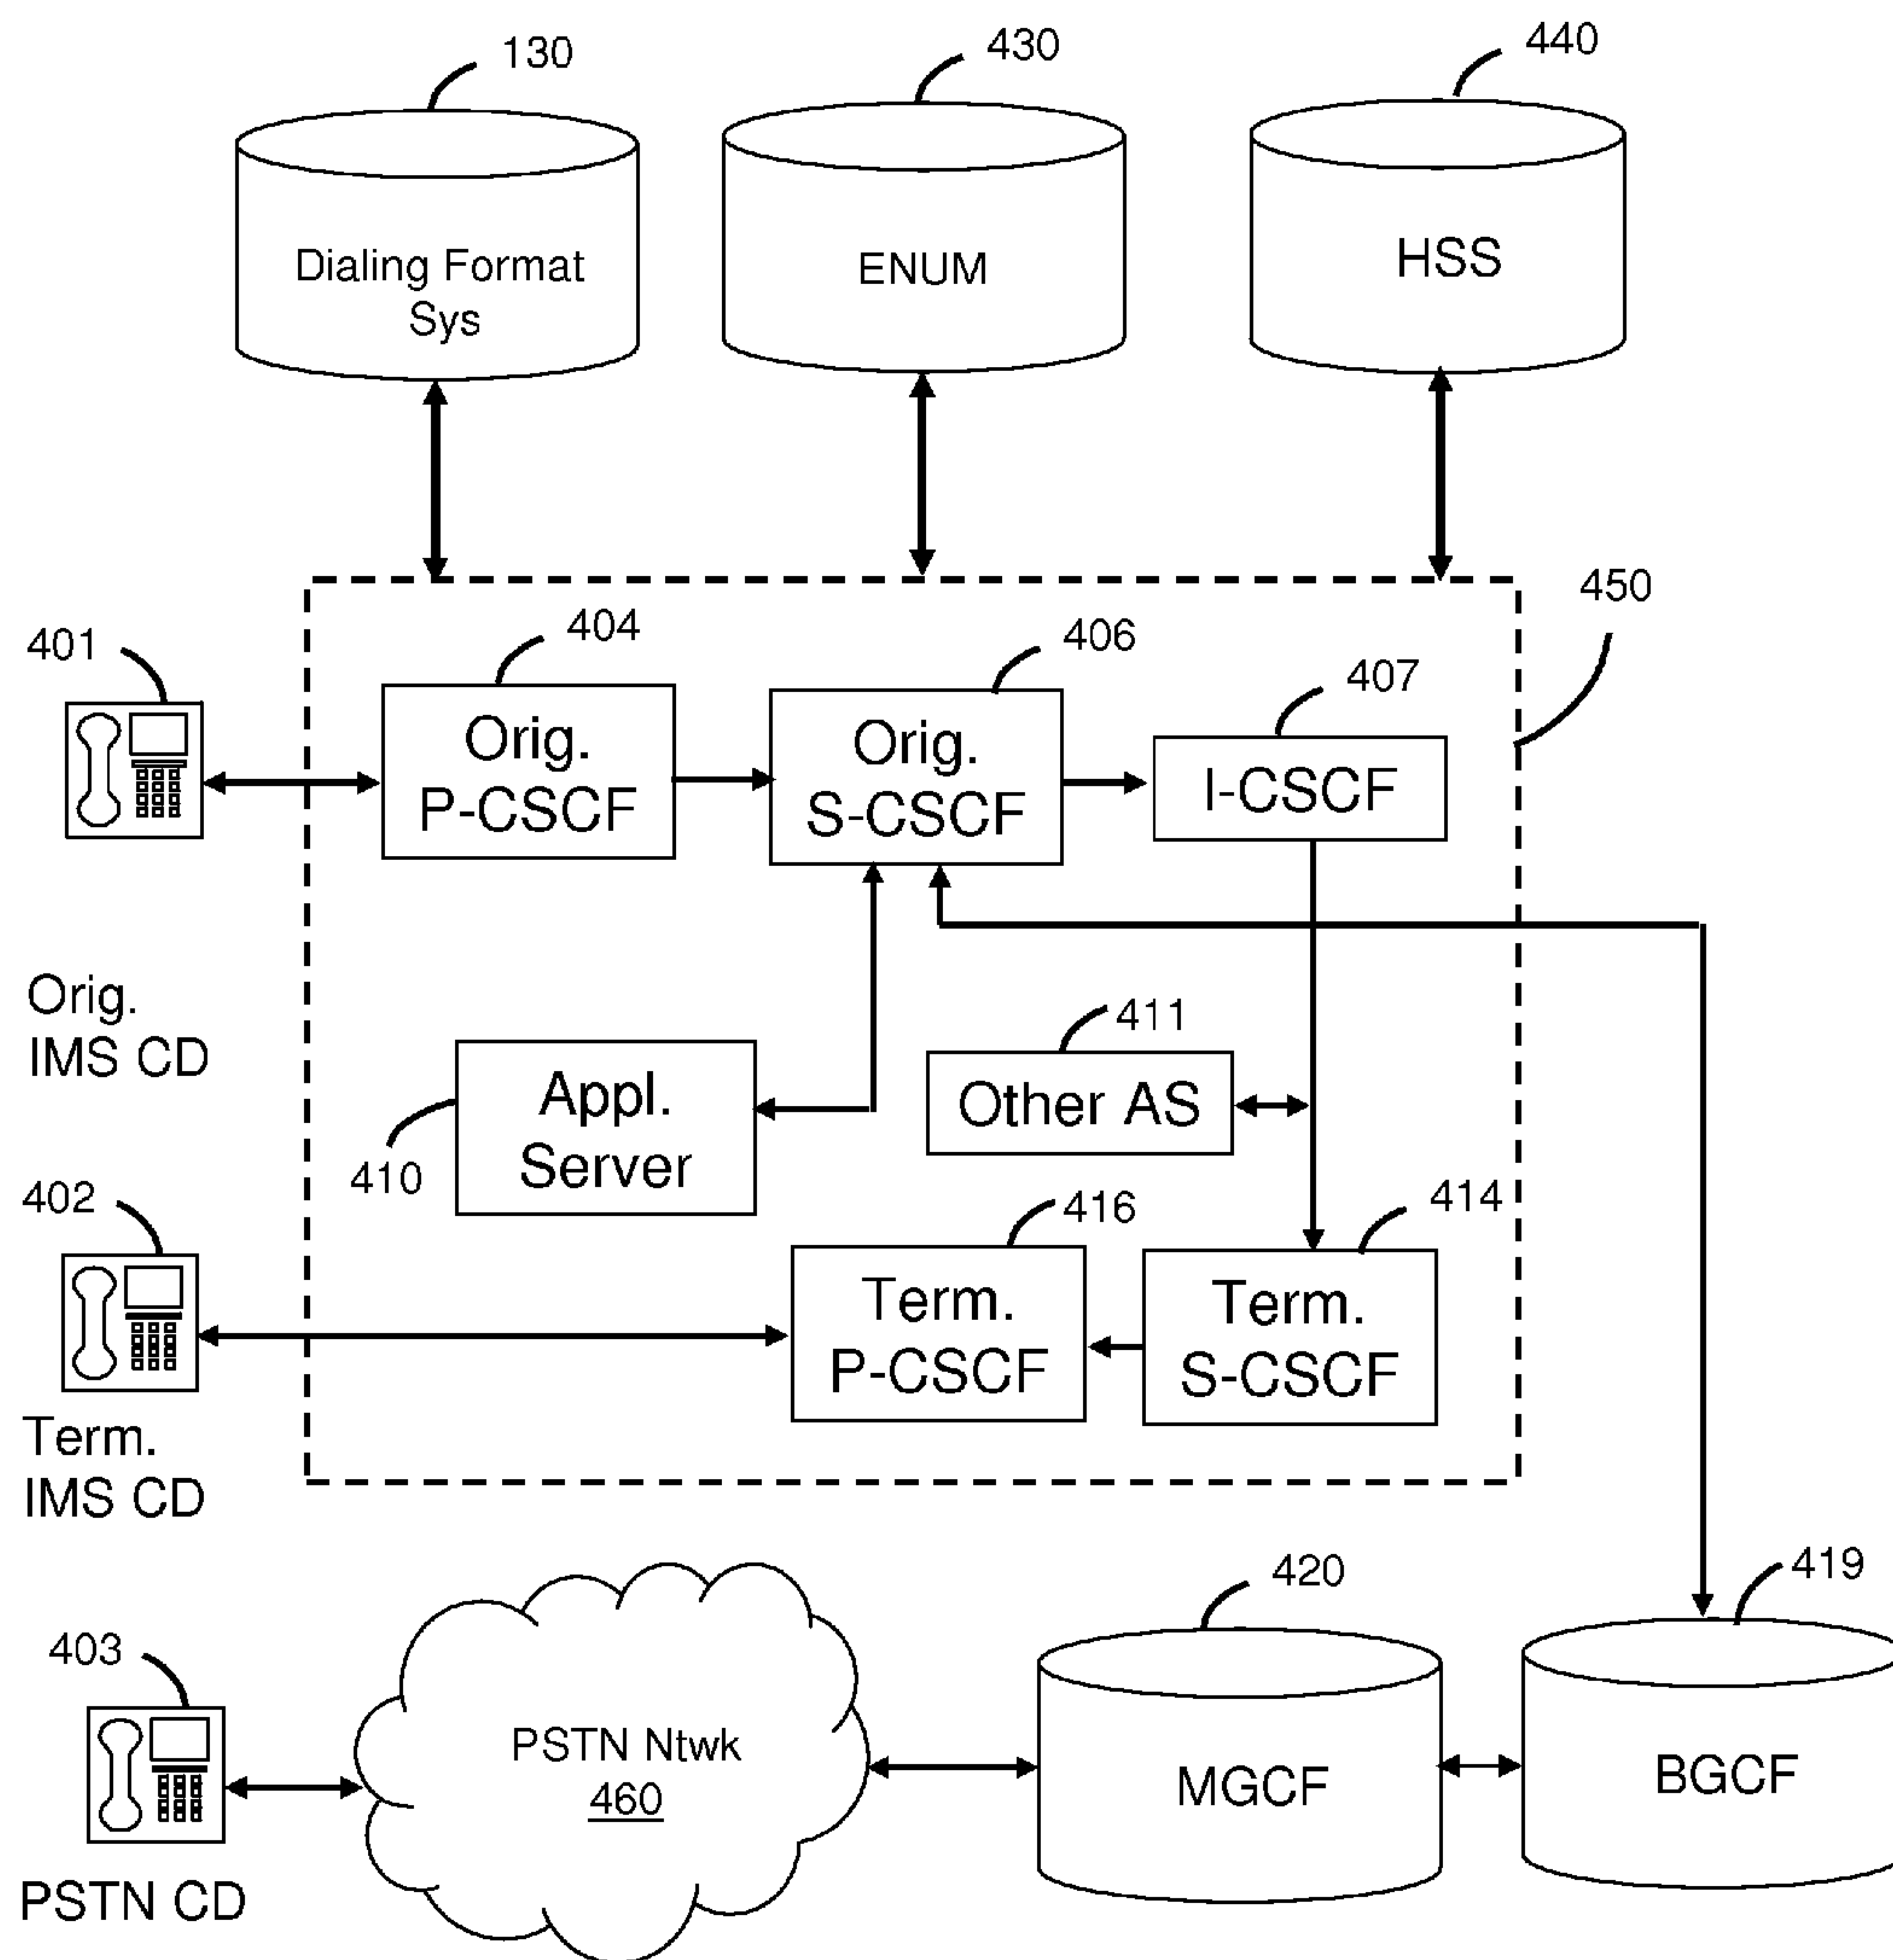 130
430
440
Dialing Format
Sys
ENUM
HSS
450
401
404
406
407
Orig.
P-CSCF
Orig.
S-CSCF
I-CSCF
Orig.
IMS CD
411
Other AS
Appl.
Server
410
402
416
414
Term.
P-CSCF
Term.
S-CSCF
Term.
IMS CD
420
419
403
PSTN Ntwk
460
MGCF
BGCF
PSTN CD